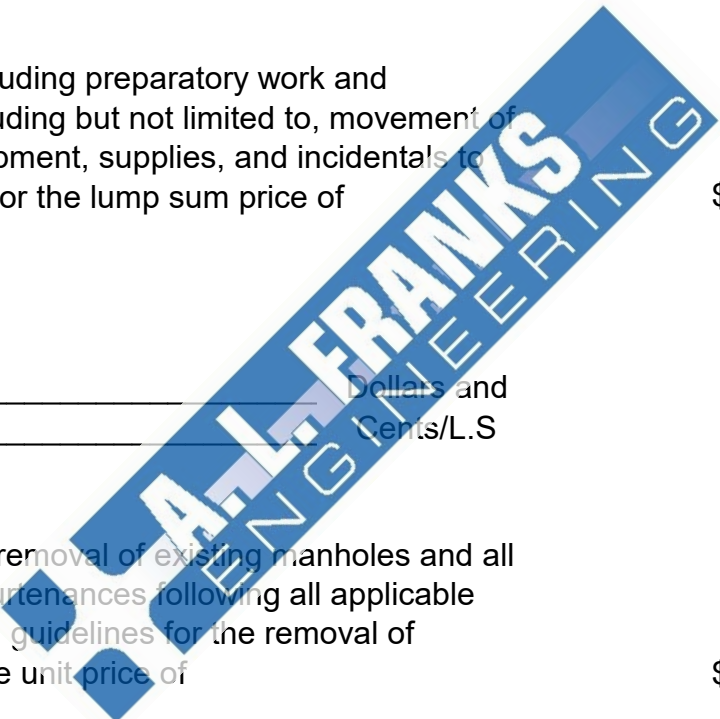 uding preparatory work and
uding but not limited to, movement of
pment, supplies, and incidentals to
or the lump sum price of
$
Dollars and
Cents/L.S
removal of existing manholes and all
urtenances following all applicable
guidelines for the removal of
e unit price of
$
A.L. FRANKS
ENGINEERING